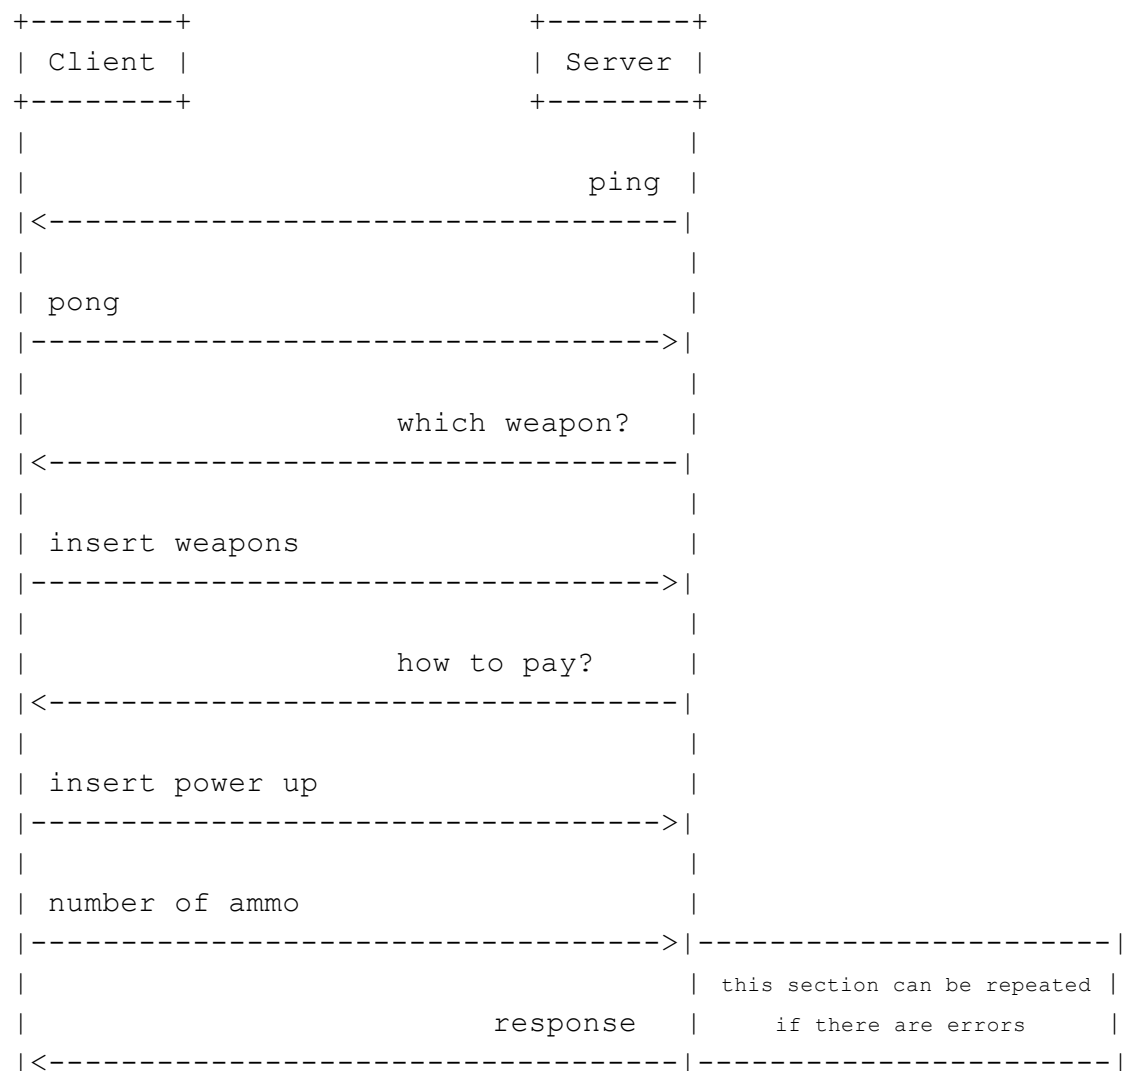 +--------+ +--------+
| Client | | Server |
+--------+ +--------+
| |
| ping |
|<-----------------------------------|
| |
| pong |
|----------------------------------->|
| |
| which weapon? |
|<-----------------------------------|
| |
| insert weapons |
|----------------------------------->|
| |
| how to pay? |
|<-----------------------------------|
| |
| insert power up |
|----------------------------------->|
| |
| number of ammo |
|----------------------------------->|-----------------------|
| | this section can be repeated |
| response | if there are errors |
|<-----------------------------------|-----------------------|